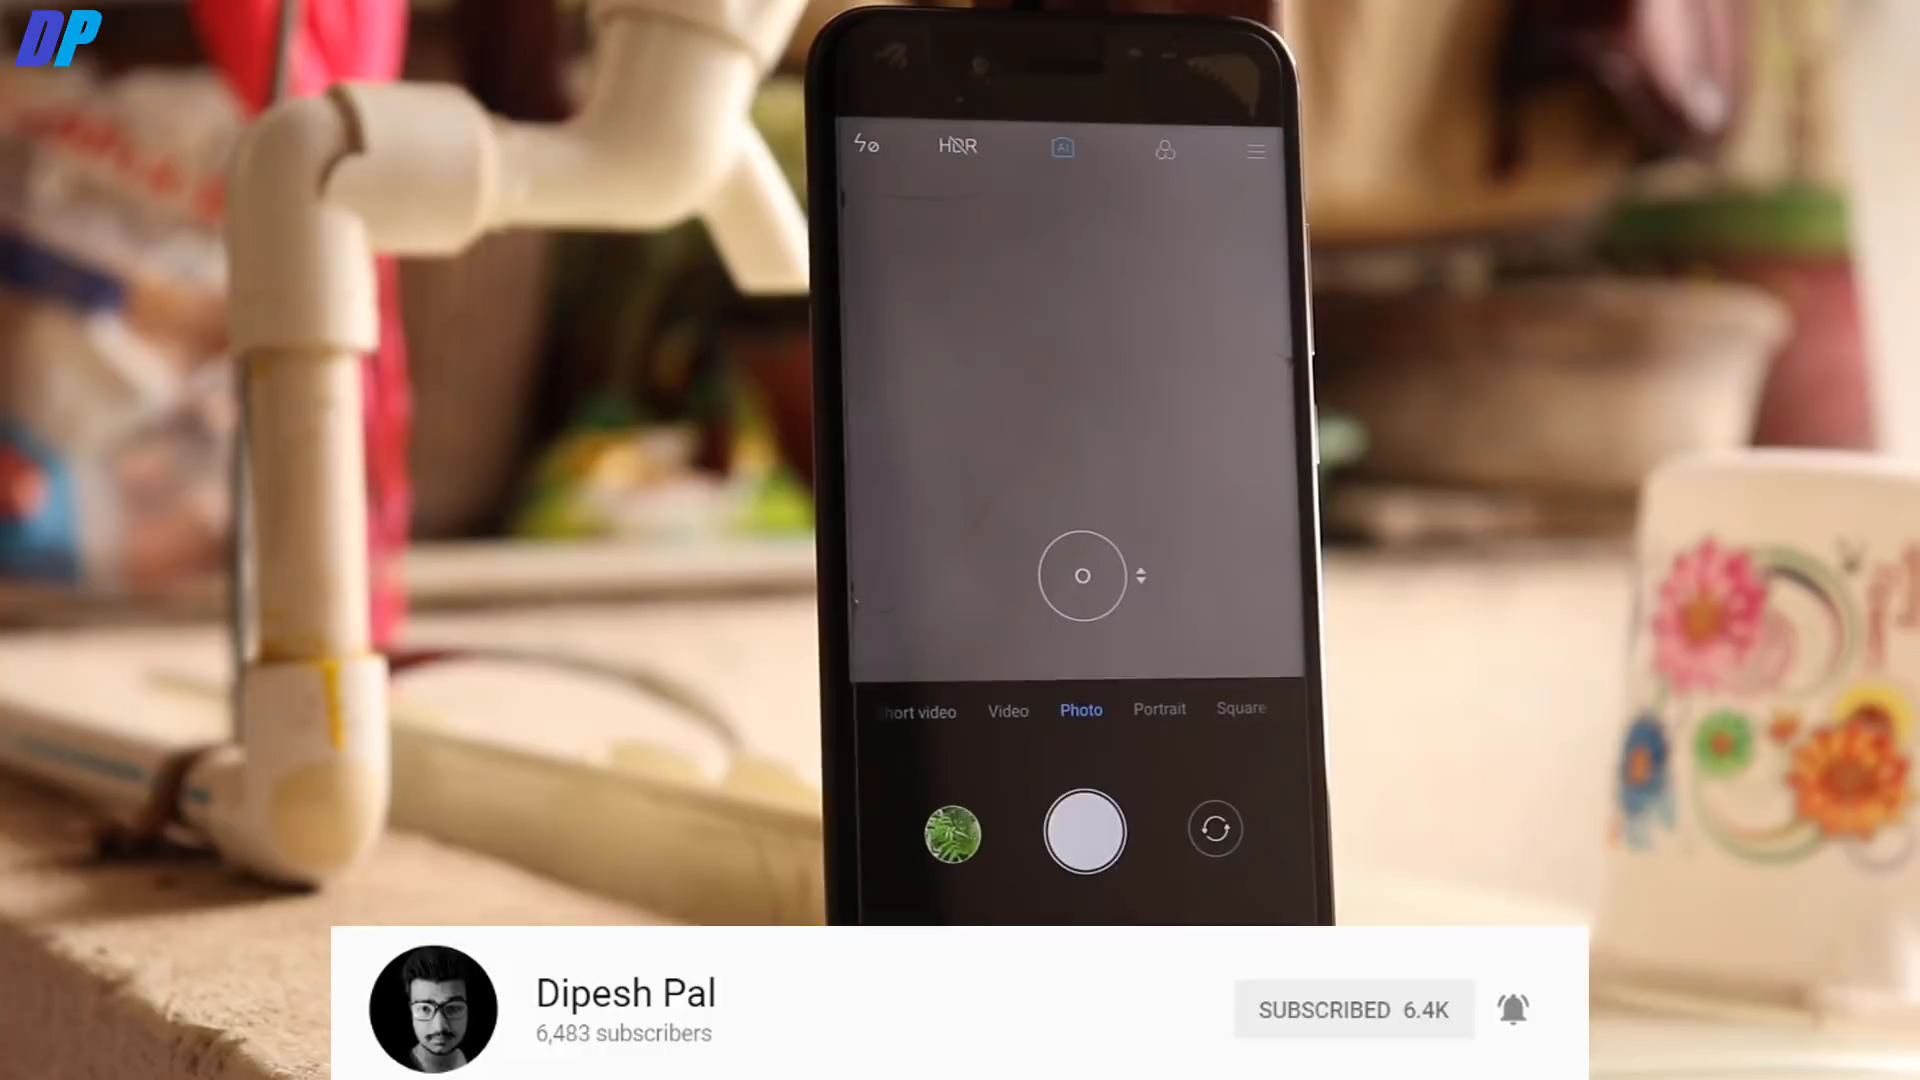 DP
HDR
AI
hort video Video Photo Portrait Square
Dipesh Pal
6,483 subscribers
SUBSCRIBED 6.4K